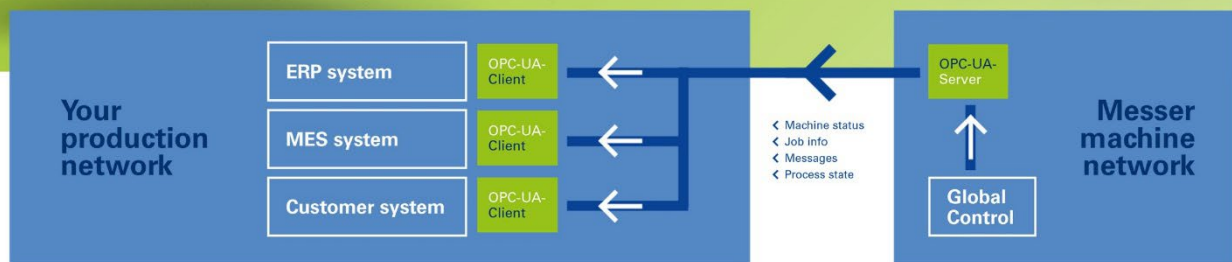 Your
production
network
ERP system
OPC-UA-
Client
MES system
OPC-UA-
Client
Customer system
OPC-UA-
Client
Machine status
Job info
Messages
Process state
OPC-UA-
Server
Global
Control
Messer
machine
network